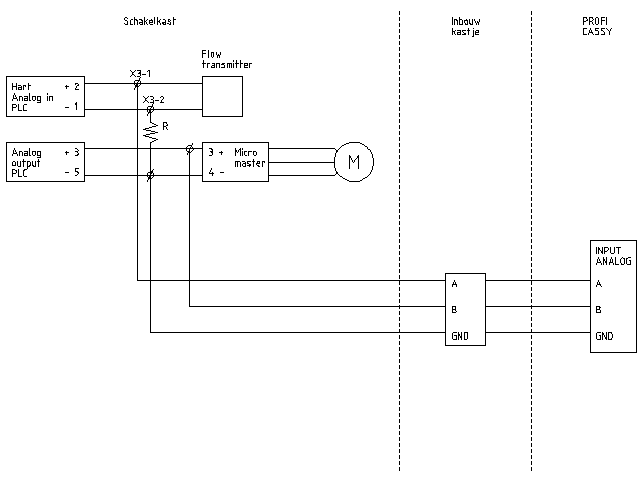 Schakelkast
Inbouw
kastje
PROFI
CASSY
Flow
transmitter
X3-1
Hart + 2
Analog in
PLC - 1
X3-2
R
Analog + 3
output
PLC - 5
3 + Micro
master
4 -
M
INPUT
ANALOG
A
B
GND
A
B
GND